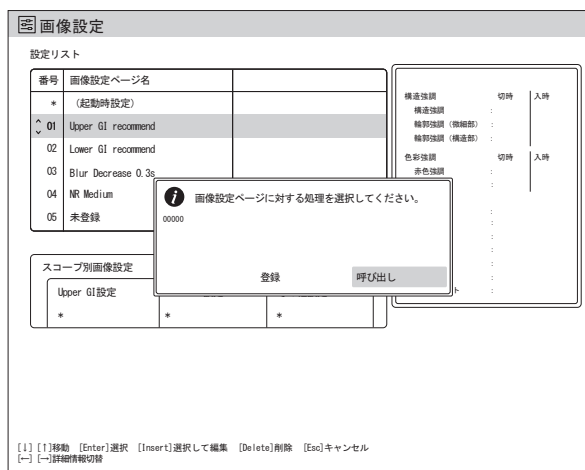 画像設定
設定リスト
番号 画像設定ページ名
* (起動時設定)
01 Upper GI recommend
02 Lower GI recommend
03 Blur Decrease 0.3s
04 NR Medium
05 未登録
構造強調 切時 入時
構造強調 :
輪郭強調(微細部) :
輪郭強調(構造部) :
色彩強調 切時 入時
赤色強調 :
:
:
:
:
:
:
:
ト :
i 画像設定ページに対する処理を選択してください。
00000
登録 呼び出し
スコープ別画像設定
Upper GI設定
* * *
[↓] [↑]移動 [Enter]選択 [Insert]選択して編集 [Delete]削除 [Esc]キャンセル
[←] [→]詳細情報切替